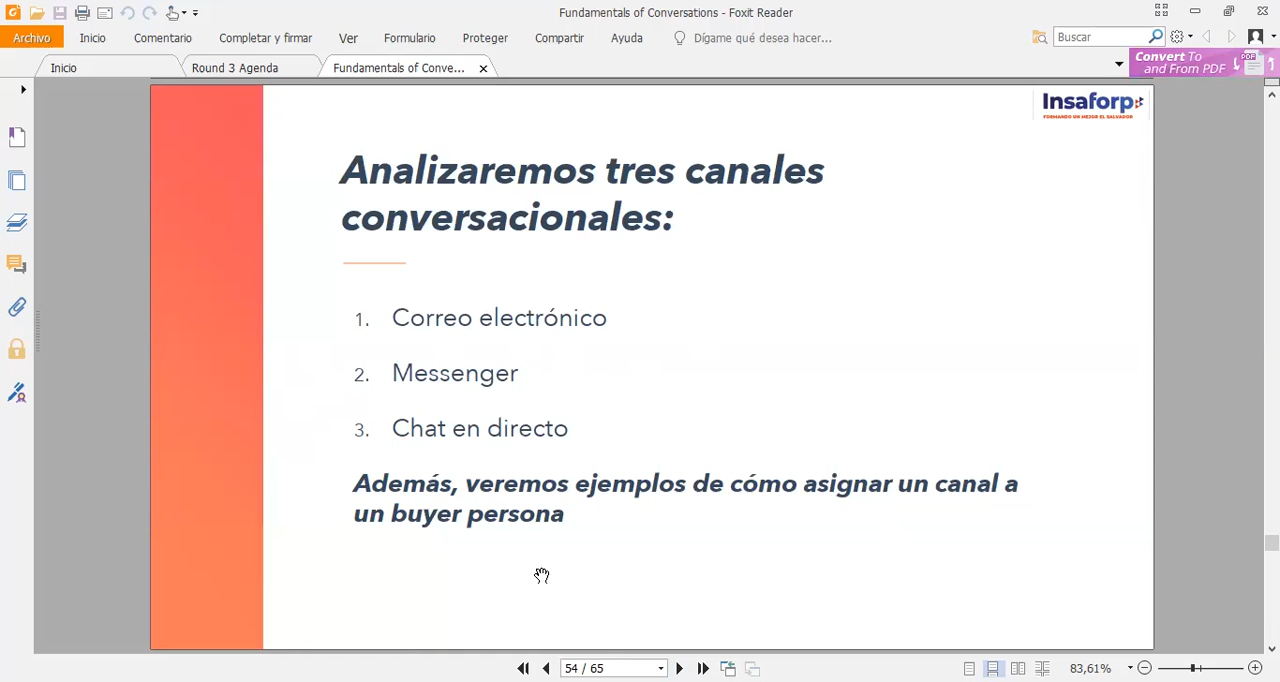 Fundamentals of Conversations - Foxit Reader
Archivo Inicio Comentario Completar y firmar Ver Formulario Proteger Compartir Ayuda Dígame qué desea hacer... Buscar
Inicio Round 3 Agenda Fundamentals of Conve... Convert To
and From PDF PDF
Insaforp
FORMANDO UN MEJOR EL SALVADOR
Analizaremos tres canales
conversacionales:
1. Correo electrónico
2. Messenger
3. Chat en directo
Además, veremos ejemplos de cómo asignar un canal a
un buyer persona
54 / 65 83,61%